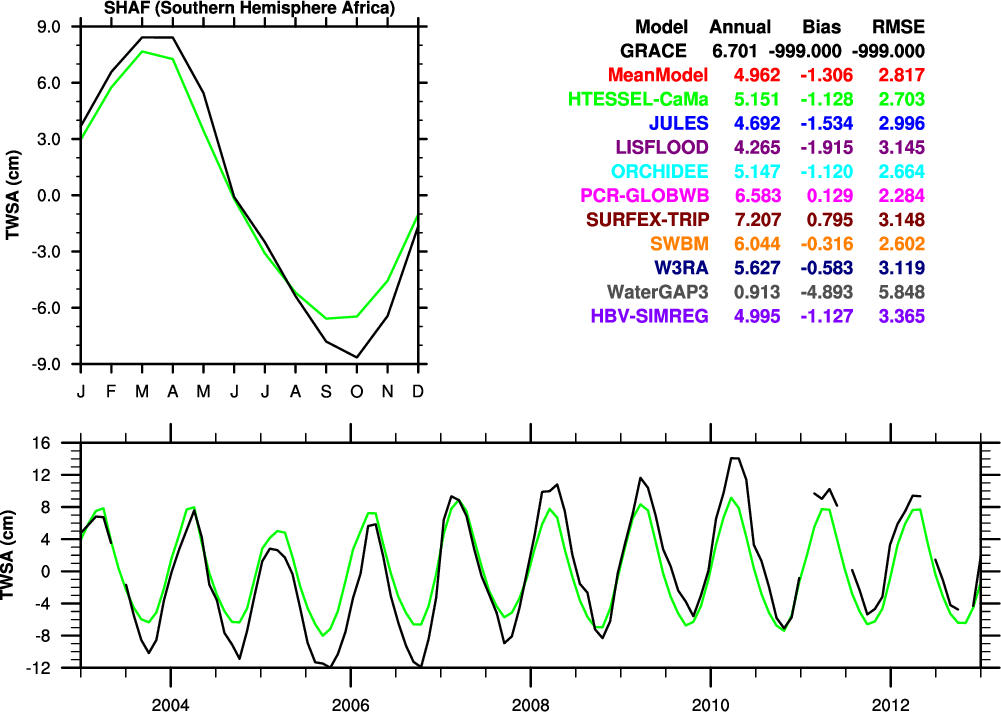 SHAF (Southern Hemisphere Africa)
Model Annual Bias RMSE
GRACE 6.701 -999.000 -999.000
MeanModel 4.962 -1.306 2.817
HTESSEL-CaMa 5.151 -1.128 2.703
JULES 4.692 -1.534 2.996
LISFLOOD 4.265 -1.915 3.145
ORCHIDEE 5.147 -1.120 2.664
PCR-GLOBWB 6.583 0.129 2.284
SURFEX-TRIP 7.207 0.795 3.148
SWBM 6.044 -0.316 2.602
W3RA 5.627 -0.583 3.119
WaterGAP3 0.913 -4.893 5.848
HBV-SIMREG 4.995 -1.127 3.365
TWSA (cm)
9.0
6.0
3.0
0.0
-3.0
-6.0
-9.0
J F M A M J J A S O N D
TWSA (cm)
16
12
8
4
0
-4
-8
-12
2004 2006 2008 2010 2012